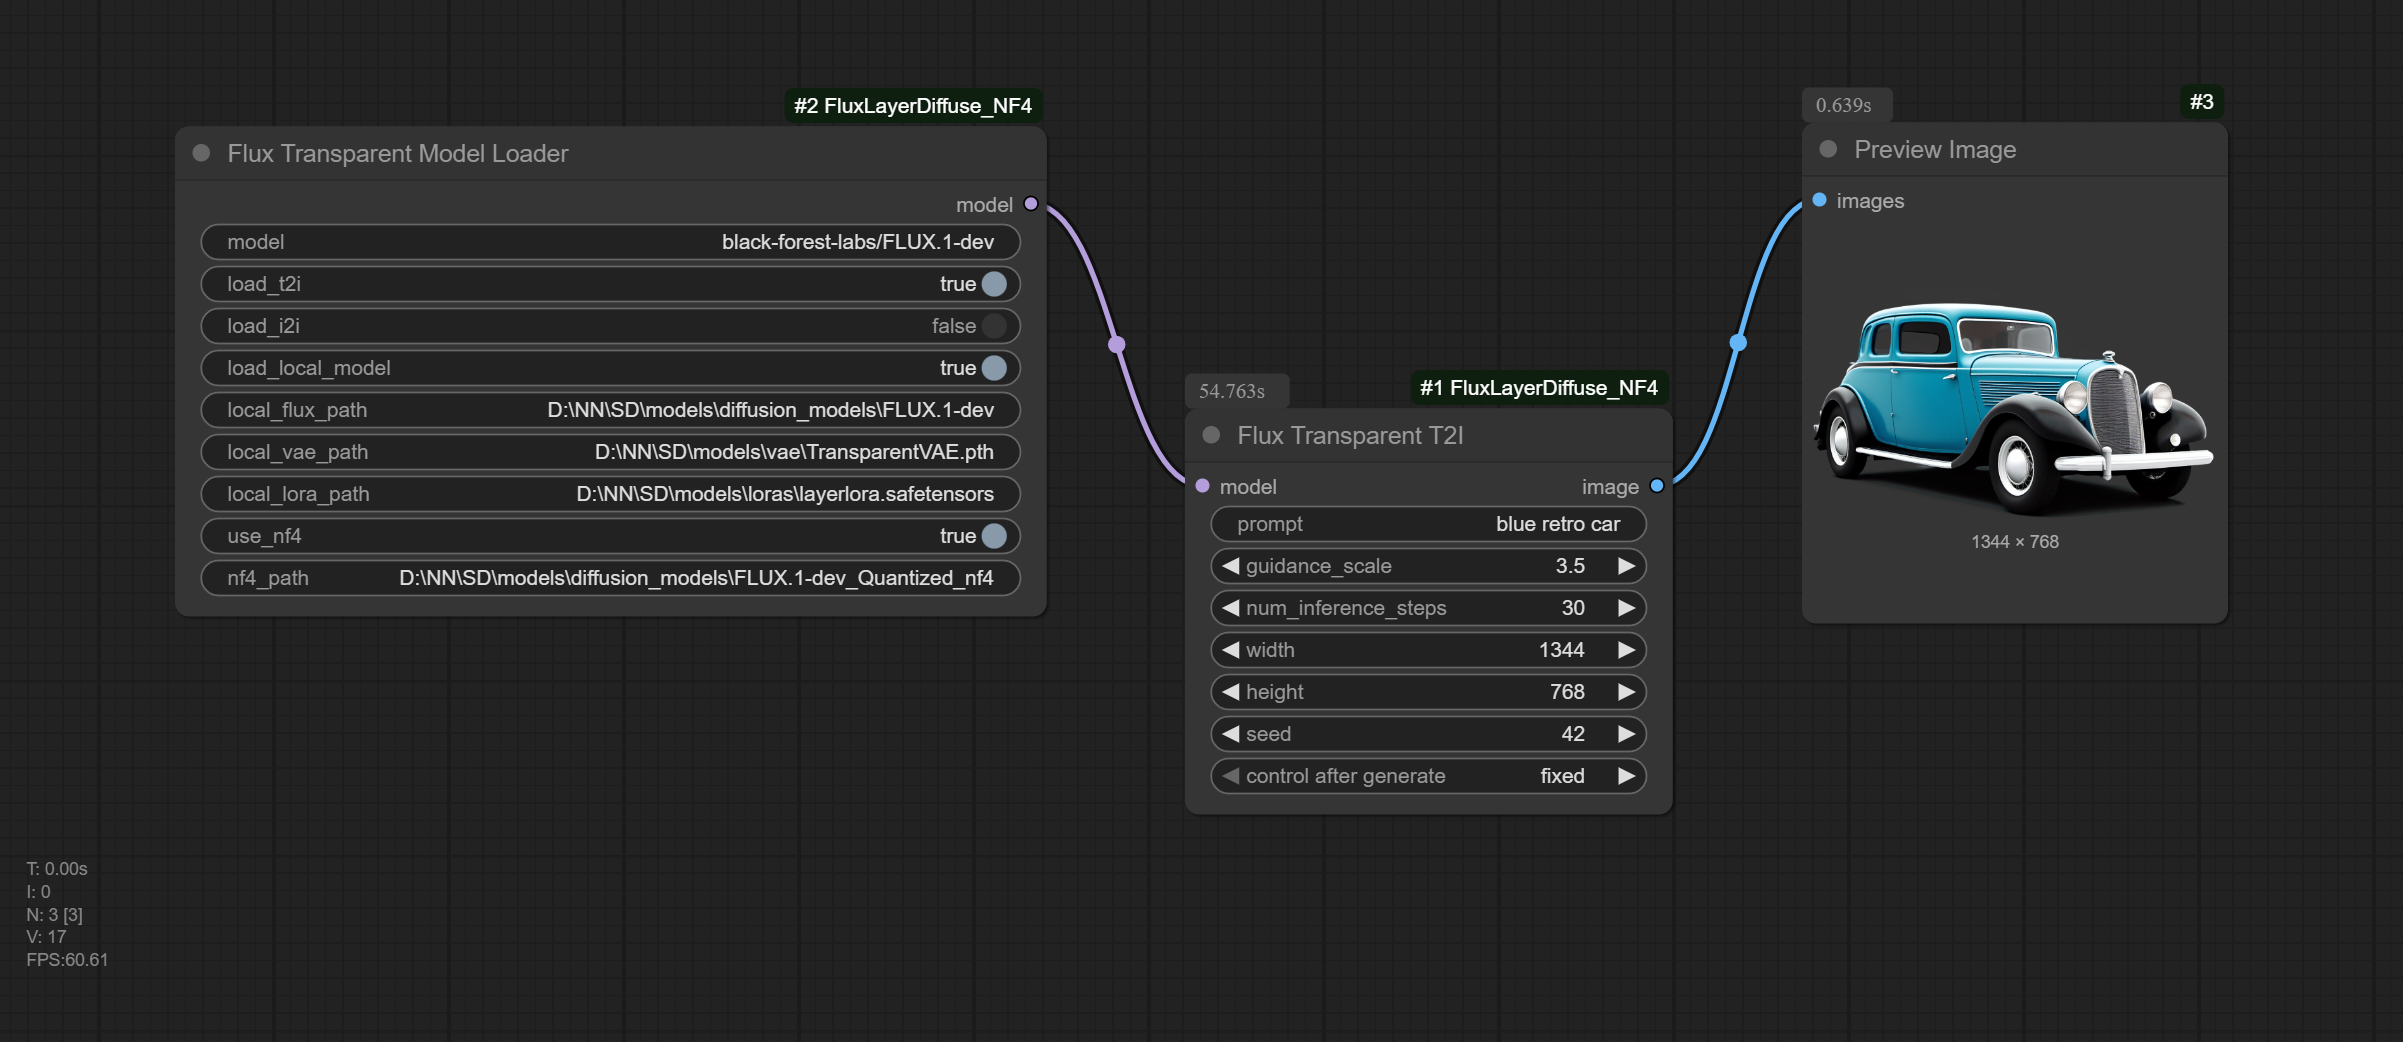 #2 FluxLayerDiffuse_NF4
Flux Transparent Model Loader
model
model black-forest-labs/FLUX.1-dev
load_t2i true
load_i2i false
load_local_model true
local_flux_path D:\NN\SD\models\diffusion_models\FLUX.1-dev
local_vae_path D:\NN\SD\models\vae\TransparentVAE.pth
local_lora_path D:\NN\SD\models\loras\layerlora.safetensors
use_nf4 true
nf4_path D:\NN\SD\models\diffusion_models\FLUX.1-dev_Quantized_nf4
54.763s #1 FluxLayerDiffuse_NF4
Flux Transparent T2I
model image
prompt blue retro car
guidance_scale 3.5
num_inference_steps 30
width 1344
height 768
seed 42
control after generate fixed
0.639s #3
Preview Image
images
1344 × 768
T: 0.00s
I: 0
N: 3 [3]
V: 17
FPS:60.61